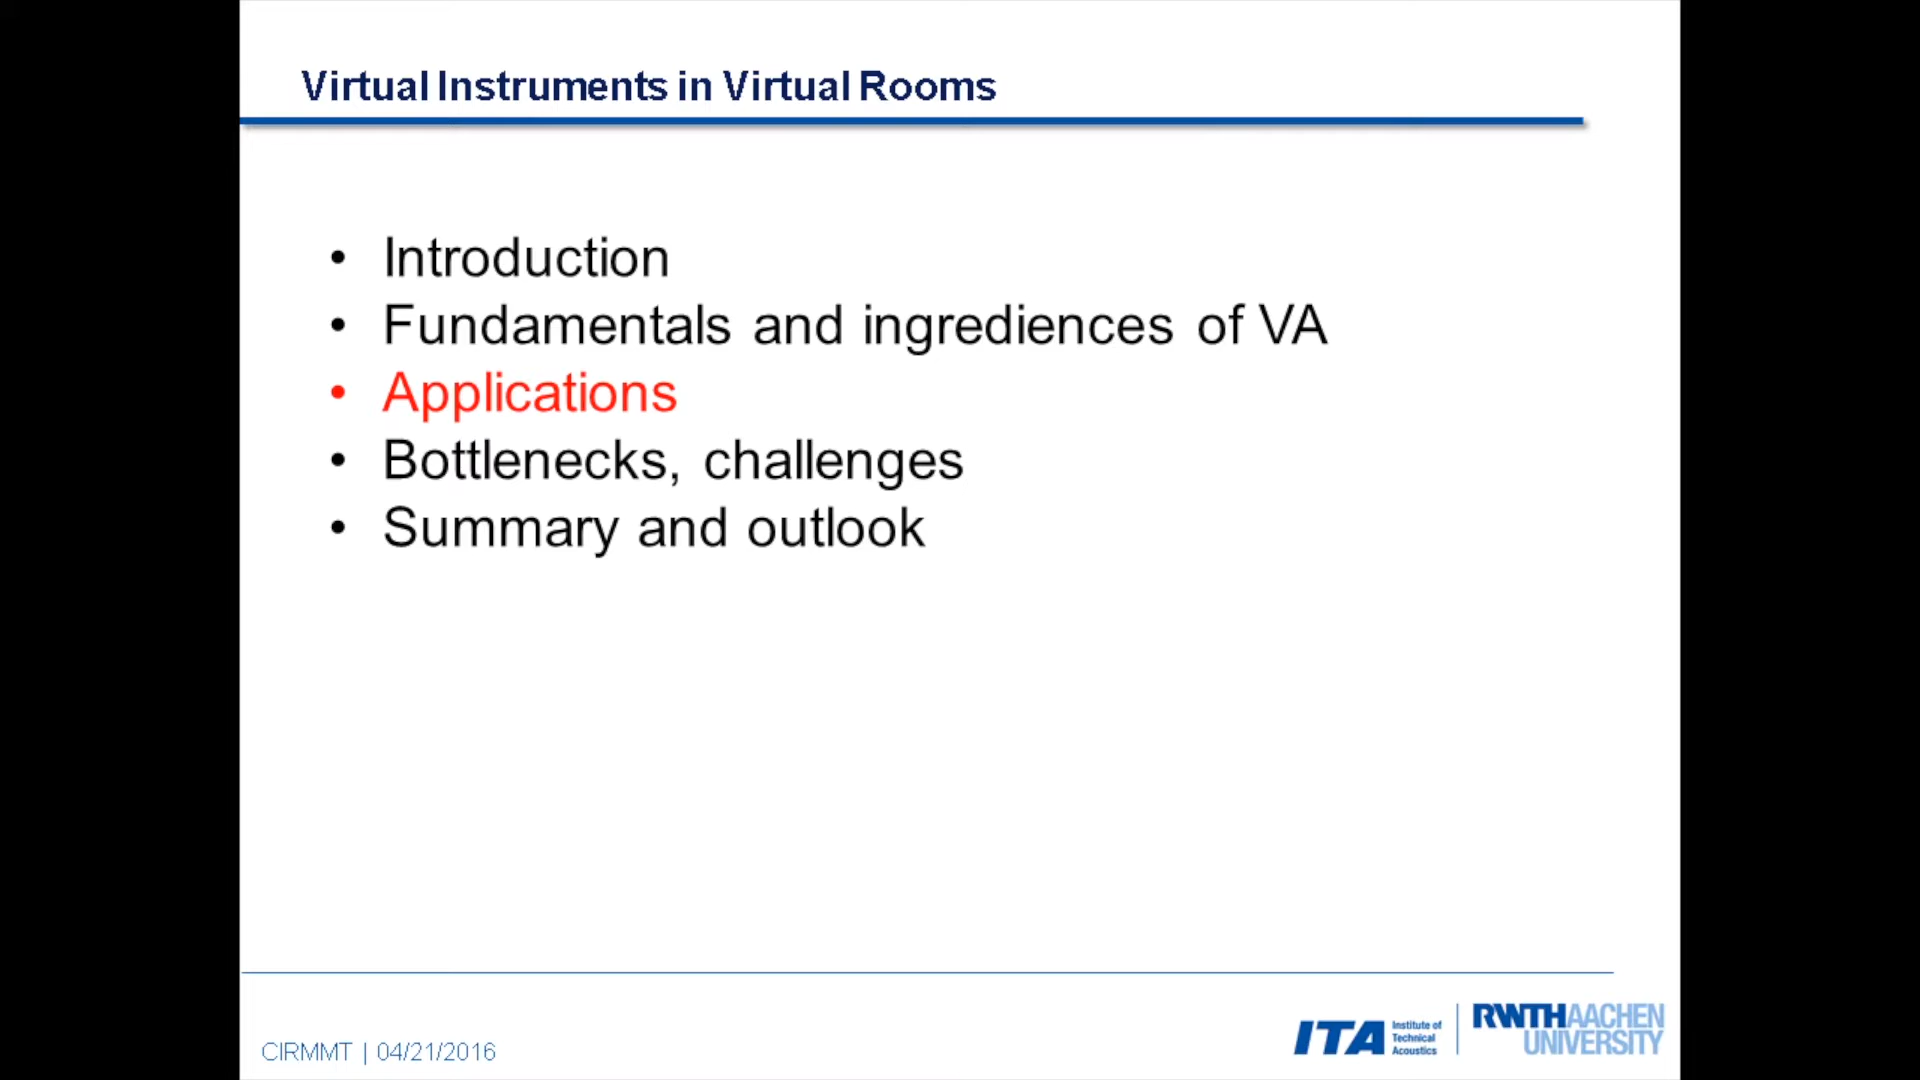 Virtual Instruments in Virtual Rooms
• Introduction
• Fundamentals and ingrediences of VA
• Applications
• Bottlenecks, challenges
• Summary and outlook
CIRMMT | 04/21/2016
ITA
Institute of
Technical
Acoustics
RWTHAACHEN
UNIVERSITY